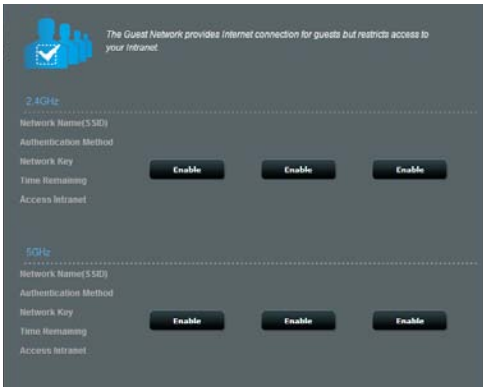 The Guest Network provides Internet connection for guests but restricts access to
your Intranet.
2.4GHz
Network Name(SSID)
Authentication Method
Network Key
Enable Enable Enable
Time Remaining
Access Intranet
5GHz
Network Name(SSID)
Authentication Method
Network Key
Enable Enable Enable
Time Remaining
Access Intranet